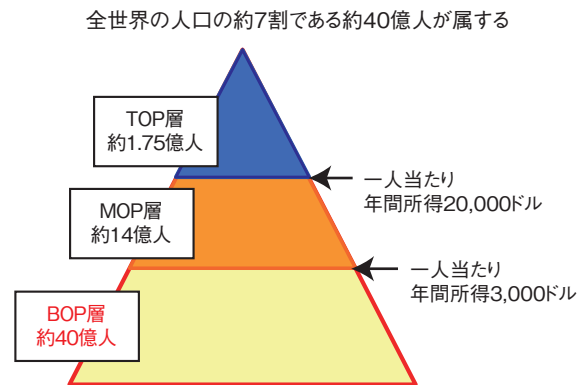 全世界の人口の約7割である約40億人が属する
TOP層
約1.75億人
一人当たり
年間所得20,000ドル
MOP層
約14億人
一人当たり
年間所得3,000ドル
BOP層
約40億人